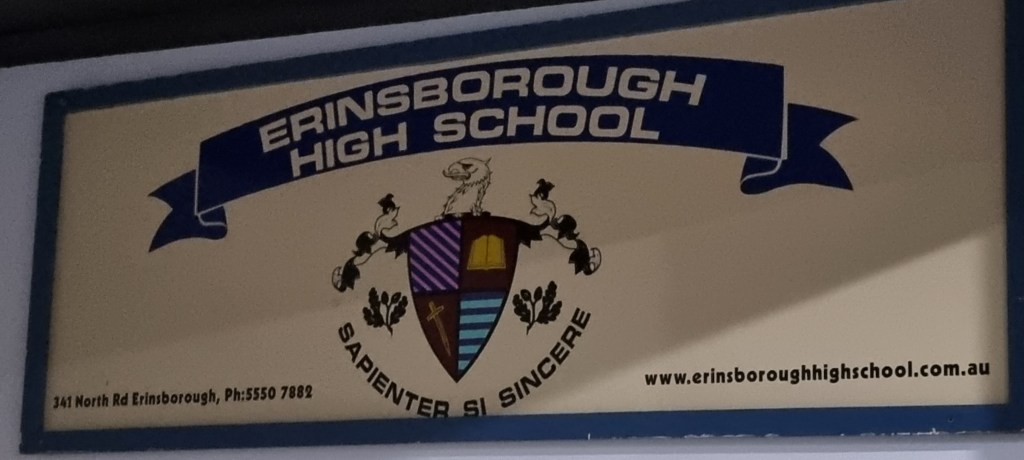 ERINSBOROUGH
HIGH SCHOOL
SAPIENTER SI SINCERE
341 North Rd Erinsborough, Ph:5550 7882
www.erinsboroughhighschool.com.au